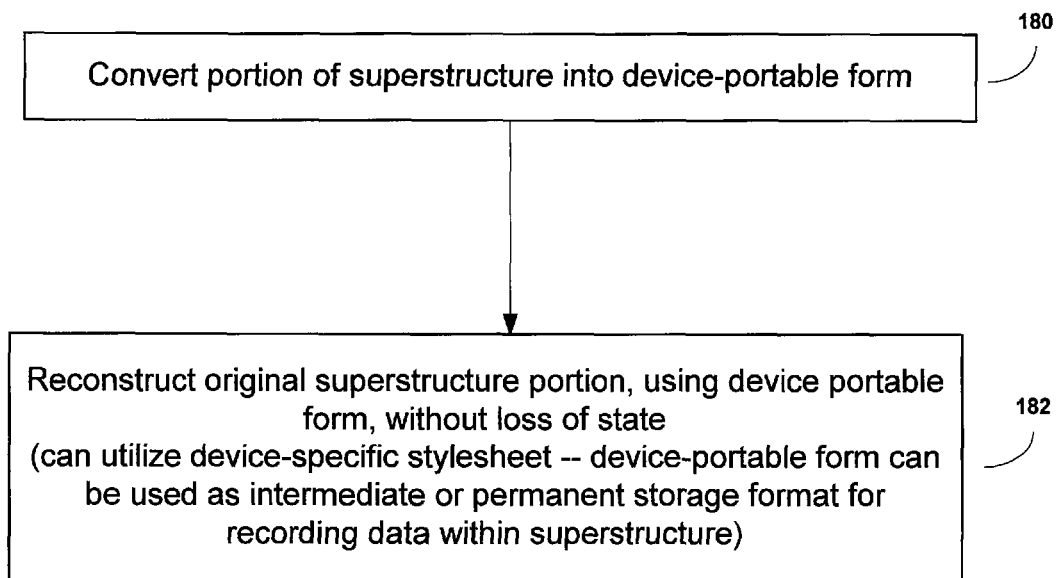 180
Convert portion of superstructure into device-portable form
Reconstruct original superstructure portion, using device portable
form, without loss of state
(can utilize device-specific stylesheet -- device-portable form can
be used as intermediate or permanent storage format for
recording data within superstructure)
182